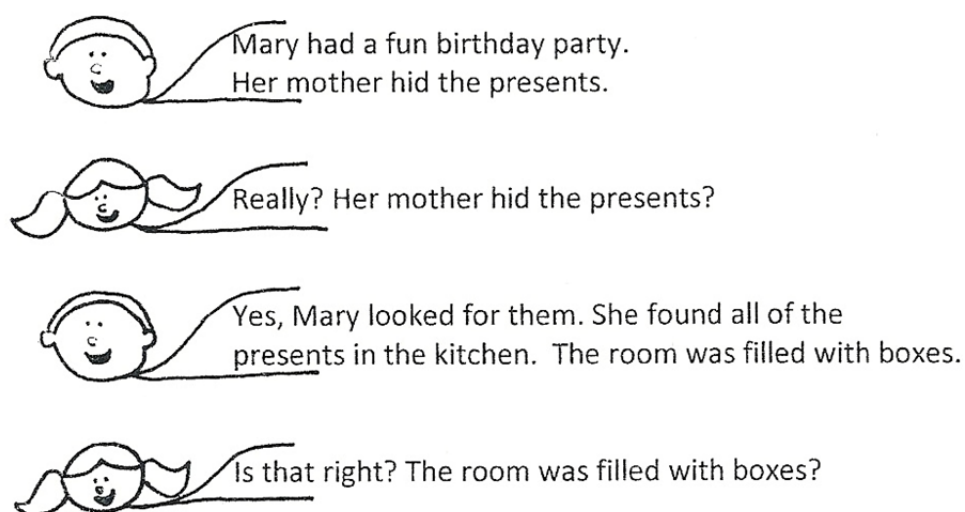 Mary had a fun birthday party.
Her mother hid the presents.
Really? Her mother hid the presents?
Yes, Mary looked for them. She found all of the
presents in the kitchen.  The room was filled with boxes.
Is that right? The room was filled with boxes?